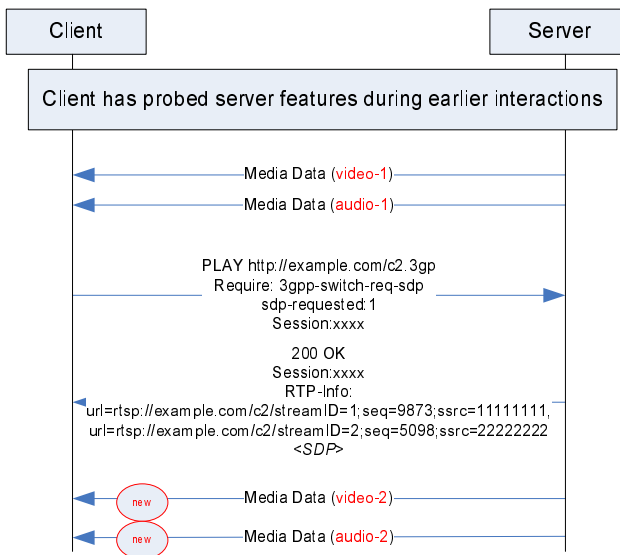 Client
Server
Client has probed server features during earlier interactions
Media Data (video-1)
Media Data (audio-1)
PLAY http://example.com/c2.3gp
Require: 3gpp-switch-req-sdp
sdp-requested:1
Session:xxxx
200 OK
Session:xxxx
RTP-Info:
url=rtsp://example.com/c2/streamID=1;seq=9873;ssrc=11111111,
url=rtsp://example.com/c2/streamID=2;seq=5098;ssrc=22222222
<SDP>
new
Media Data (video-2)
new
Media Data (audio-2)